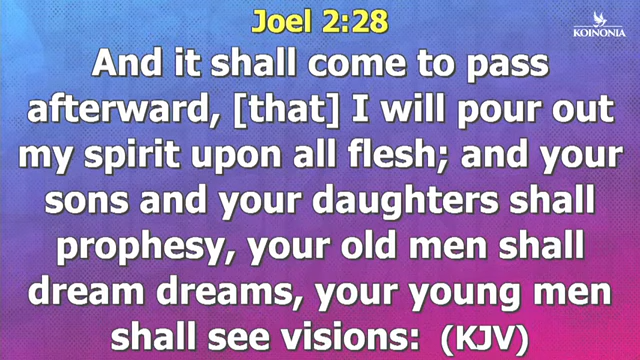 Joel 2:28
KOINONIA
And it shall come to pass
afterward, [that] I will pour out
my spirit upon all flesh; and your
sons and your daughters shall
prophesy, your old men shall
dream dreams, your young men
shall see visions: (KJV)